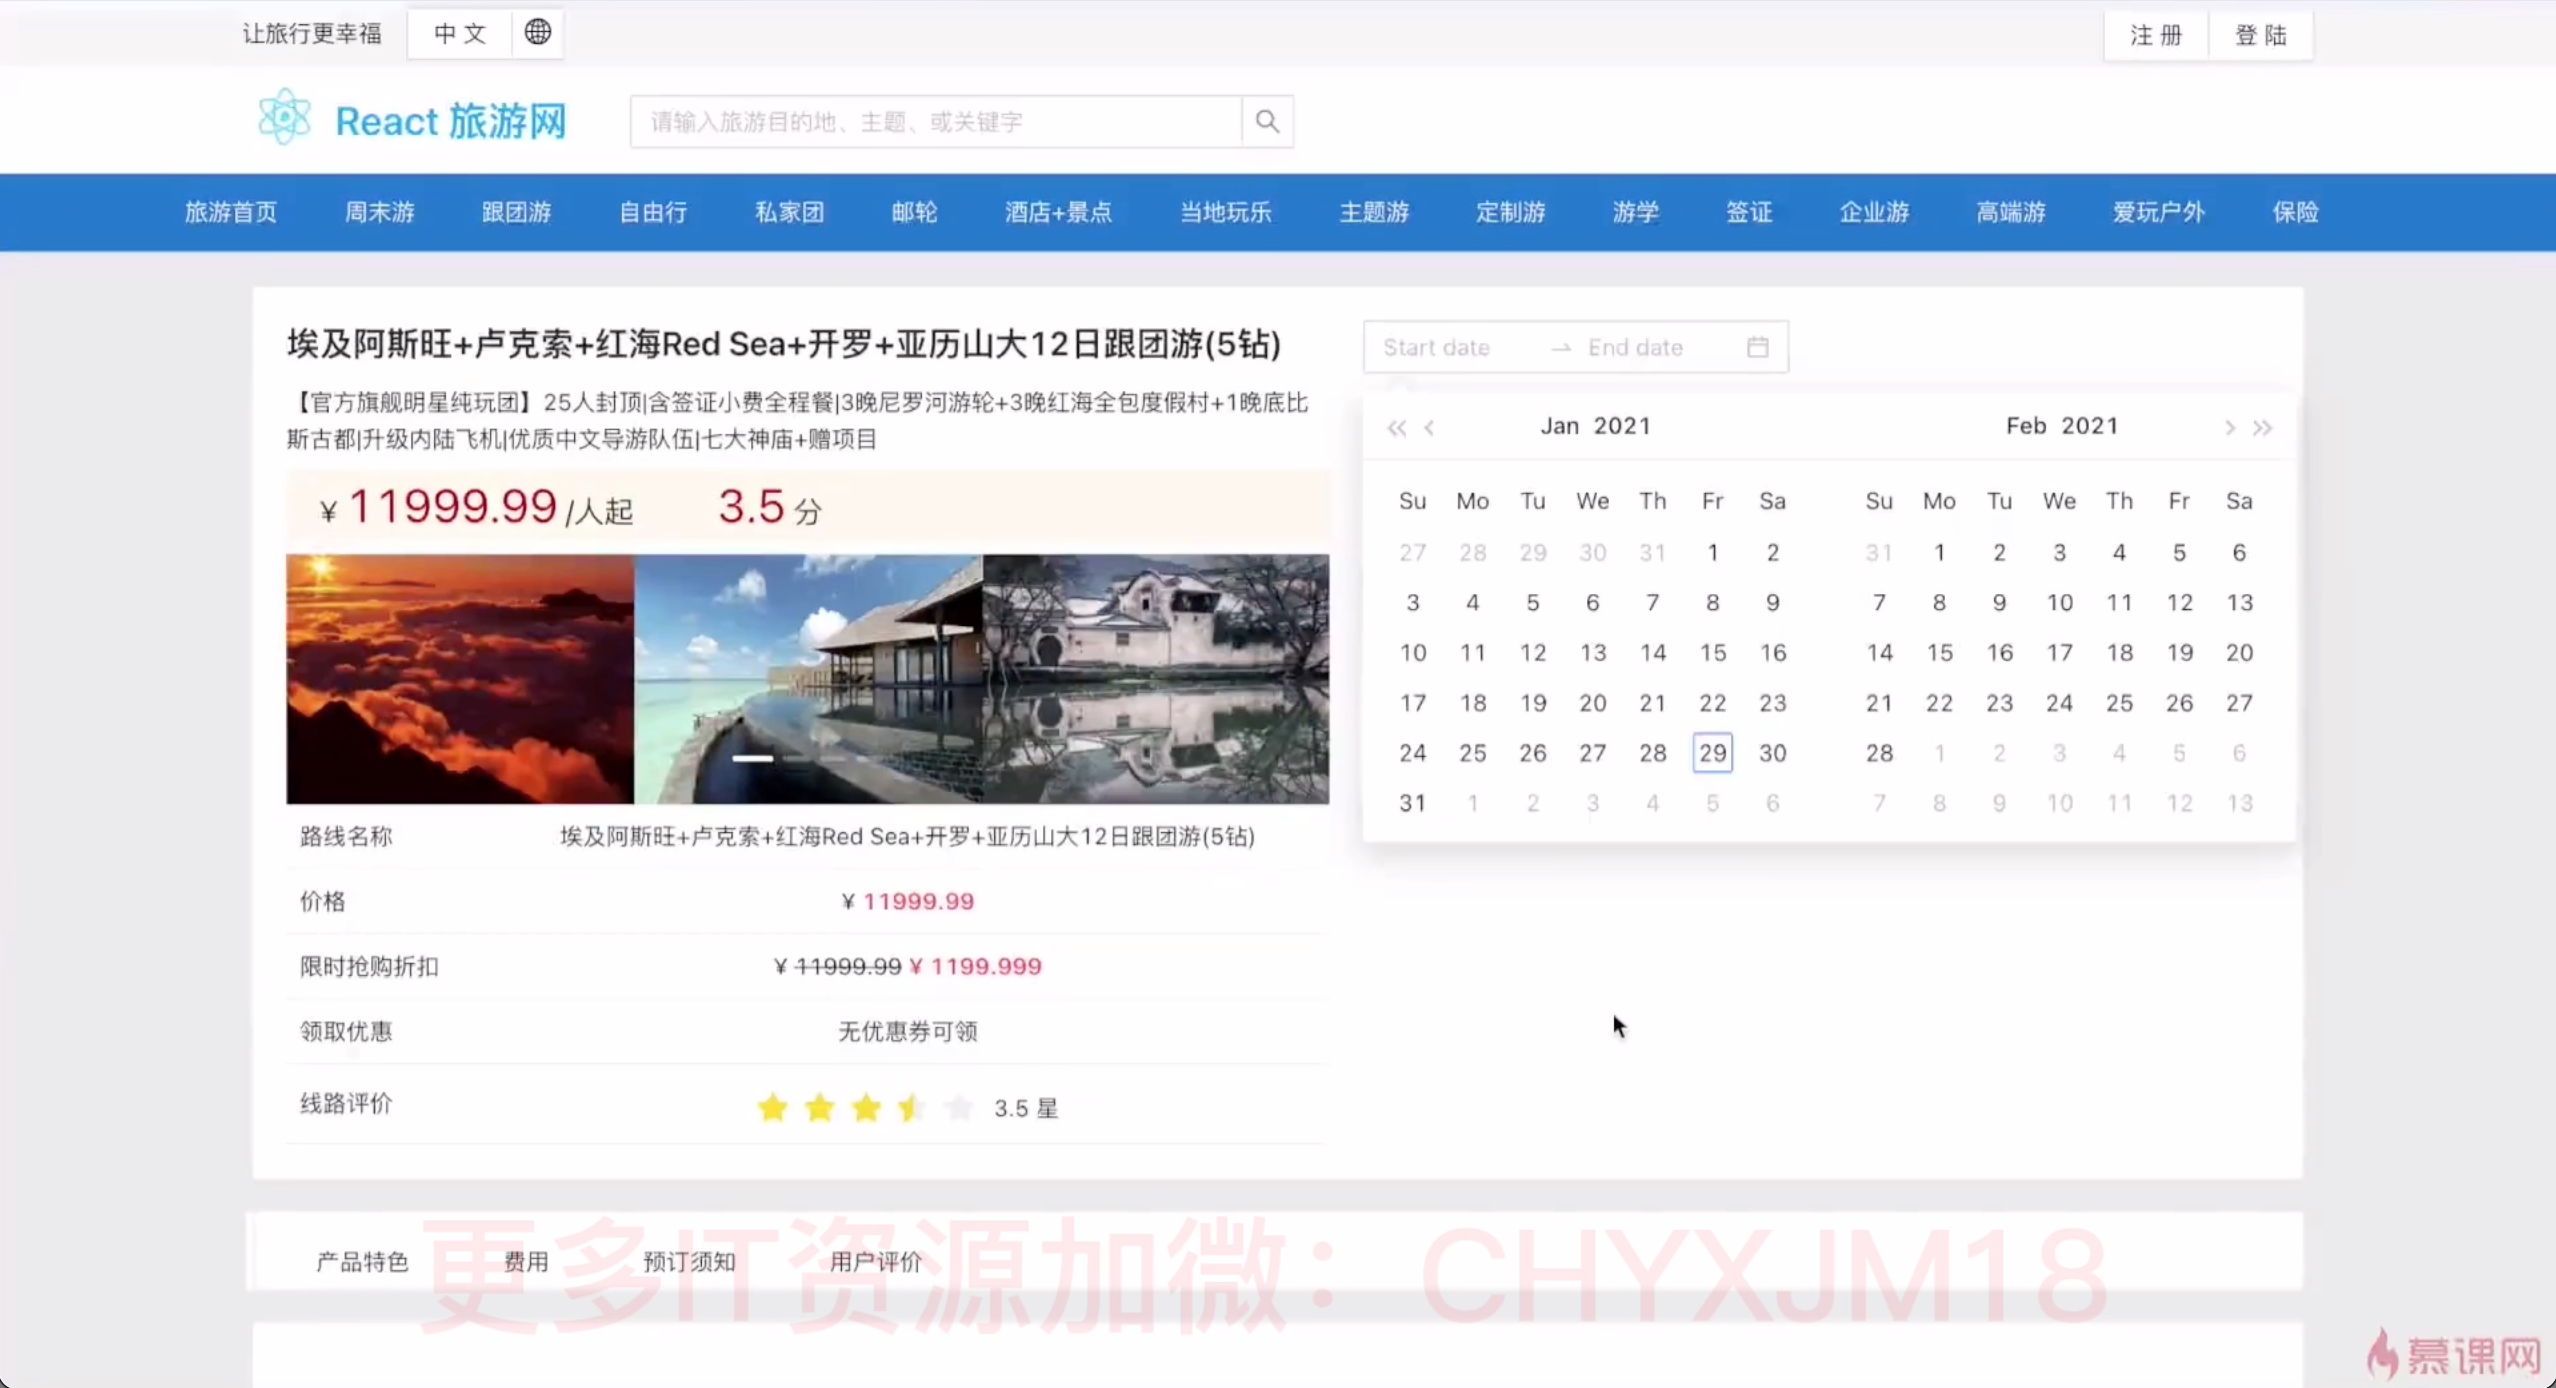 让旅行更幸福 中文
注册 登陆
React 旅游网
请输入旅游目的地、主题、或关键字
旅游首页 周末游 跟团游 自由行 私家团 邮轮 酒店+景点 当地玩乐 主题游 定制游 游学 签证 企业游 高端游 爱玩户外 保险
埃及阿斯旺+卢克索+红海Red Sea+开罗+亚历山大12日跟团游(5钻)
【官方旗舰明星纯玩团】25人封顶|含签证小费全程餐|3晚尼罗河游轮+3晚红海全包度假村+1晚底比
斯古都|升级内陆飞机|优质中文导游队伍|七大神庙+赠项目
¥ 11999.99 /人起 3.5 分
路线名称 埃及阿斯旺+卢克索+红海Red Sea+开罗+亚历山大12日跟团游(5钻)
价格 ¥ 11999.99
限时抢购折扣 ¥ 11999.99 ¥ 1199.999
领取优惠 无优惠券可领
线路评价 3.5 星
Start date → End date
« ‹ Jan 2021
Su Mo Tu We Th Fr Sa
27 28 29 30 31 1 2
3 4 5 6 7 8 9
10 11 12 13 14 15 16
17 18 19 20 21 22 23
24 25 26 27 28 29 30
31 1 2 3 4 5 6
Feb 2021 › »
Su Mo Tu We Th Fr Sa
31 1 2 3 4 5 6
7 8 9 10 11 12 13
14 15 16 17 18 19 20
21 22 23 24 25 26 27
28 1 2 3 4 5 6
7 8 9 10 11 12 13
产品特色 费用 预订须知 用户评价
更多IT资源加微：CHYXJM18
慕课网